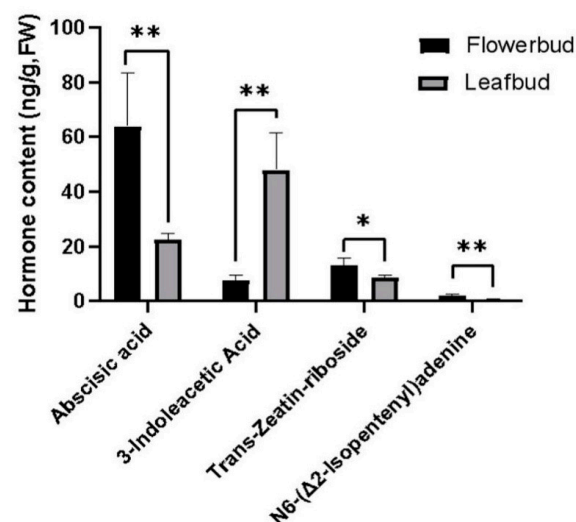 Hormone content (ng/g,FW)
100
80
60
40
20
0
**
**
*
**
Flowerbud
Leafbud
Abscisic acid
3-Indoleacetic Acid
Trans-Zeatin-riboside
N6-(Δ2-Isopentenyl)adenine